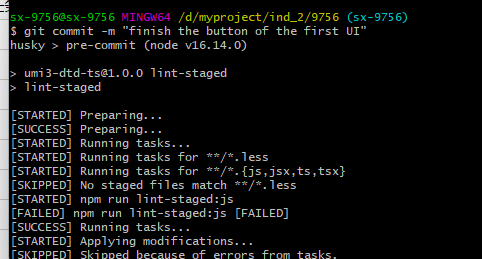 sx-9756@sx-9756 MINGW64 /d/myproject/ind_2/9756 (sx-9756)
$ git commit -m "finish the button of the first UI"
husky > pre-commit (node v16.14.0)
> umi3-dtd-ts@1.0.0 lint-staged
> lint-staged
[STARTED] Preparing...
[SUCCESS] Preparing...
[STARTED] Running tasks...
[STARTED] Running tasks for **/*.less
[STARTED] Running tasks for **/*.{js,jsx,ts,tsx}
[SKIPPED] No staged files match **/*.less
[STARTED] npm run lint-staged:js
[FAILED] npm run lint-staged:js [FAILED]
[SUCCESS] Running tasks...
[STARTED] Applying modifications...
[SKIPPED] Skipped because of errors from tasks.